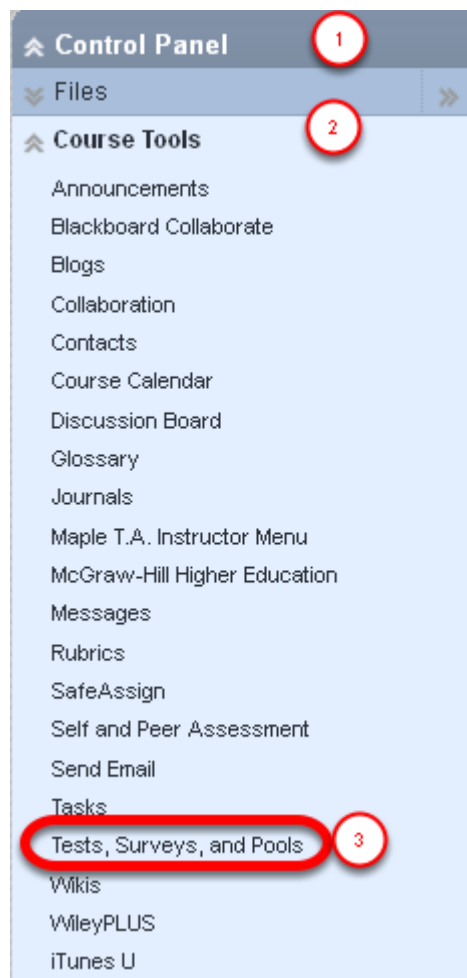 Control Panel 1
Files
Course Tools 2
Announcements
Blackboard Collaborate
Blogs
Collaboration
Contacts
Course Calendar
Discussion Board
Glossary
Journals
Maple T.A. Instructor Menu
McGraw-Hill Higher Education
Messages
Rubrics
SafeAssign
Self and Peer Assessment
Send Email
Tasks
Tests, Surveys, and Pools 3
Wikis
WileyPLUS
iTunes U